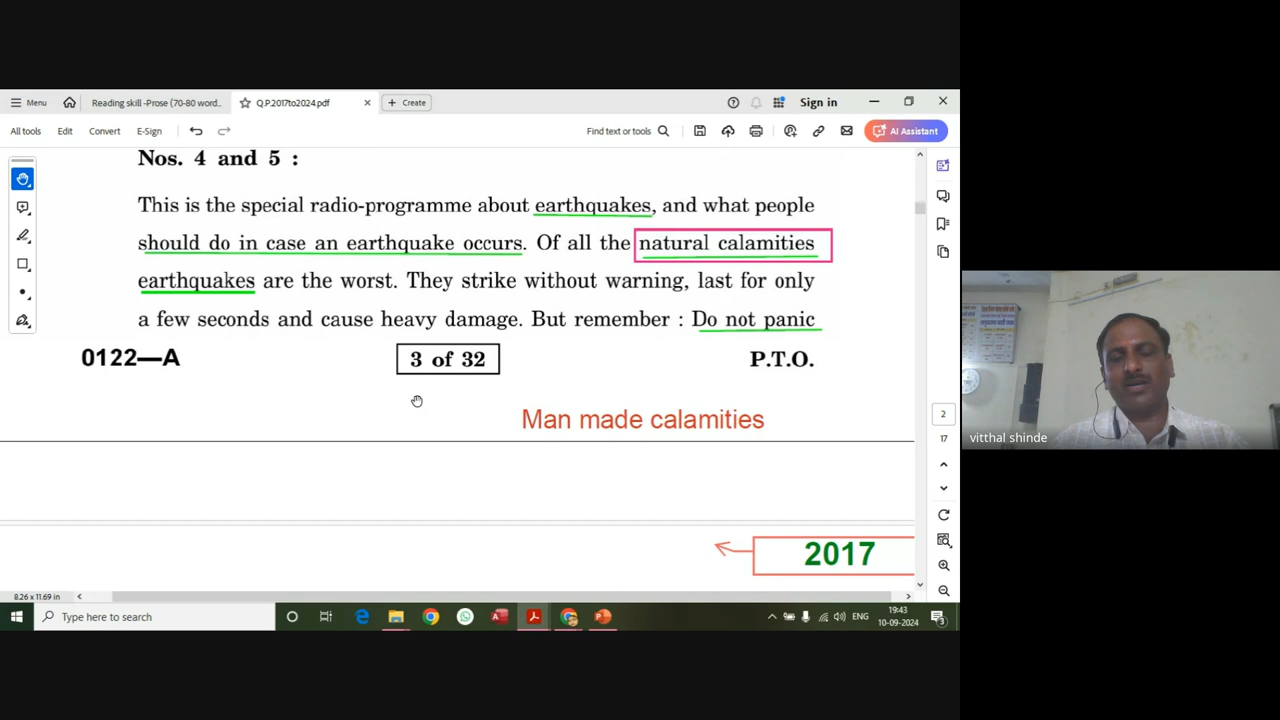 Menu
Reading skill -Prose (70-80 word..
Q.P.2017to2024.pdf
Create
Sign in
All tools
Edit
Convert
E-Sign
Find text or tools
AI Assistant
Nos. 4 and 5 :
This is the special radio-programme about earthquakes, and what people
should do in case an earthquake occurs. Of all the natural calamities
earthquakes are the worst. They strike without warning, last for only
a few seconds and cause heavy damage. But remember : Do not panic
0122—A
3 of 32
P.T.O.
Man made calamities
2
17
2017
8.26 x 11.69 in
vitthal shinde
Type here to search
ENG
19:43
10-09-2024
3